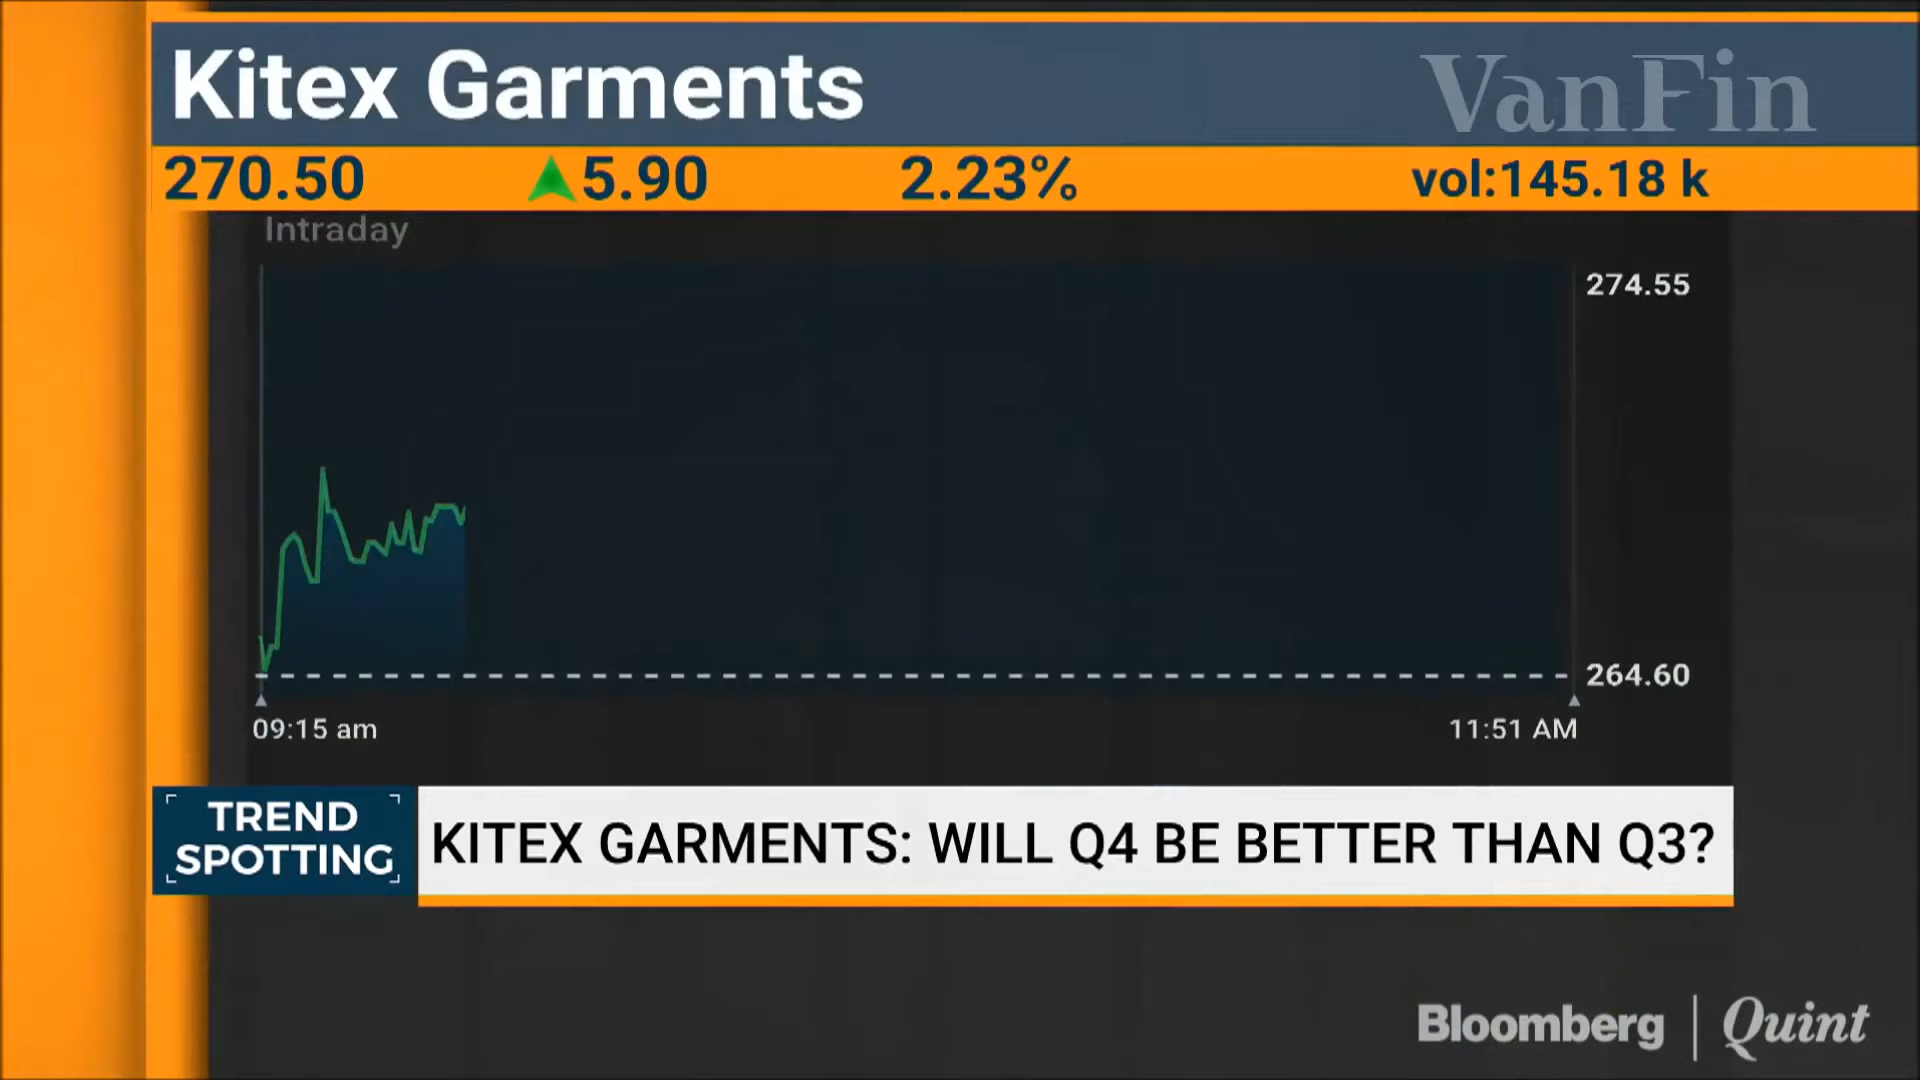 Kitex Garments
VanFin
270.50 5.90 2.23% vol:145.18 k
Intraday
274.55
264.60
09:15 am 11:51 AM
TREND
SPOTTING
KITEX GARMENTS: WILL Q4 BE BETTER THAN Q3?
Bloomberg | Quint